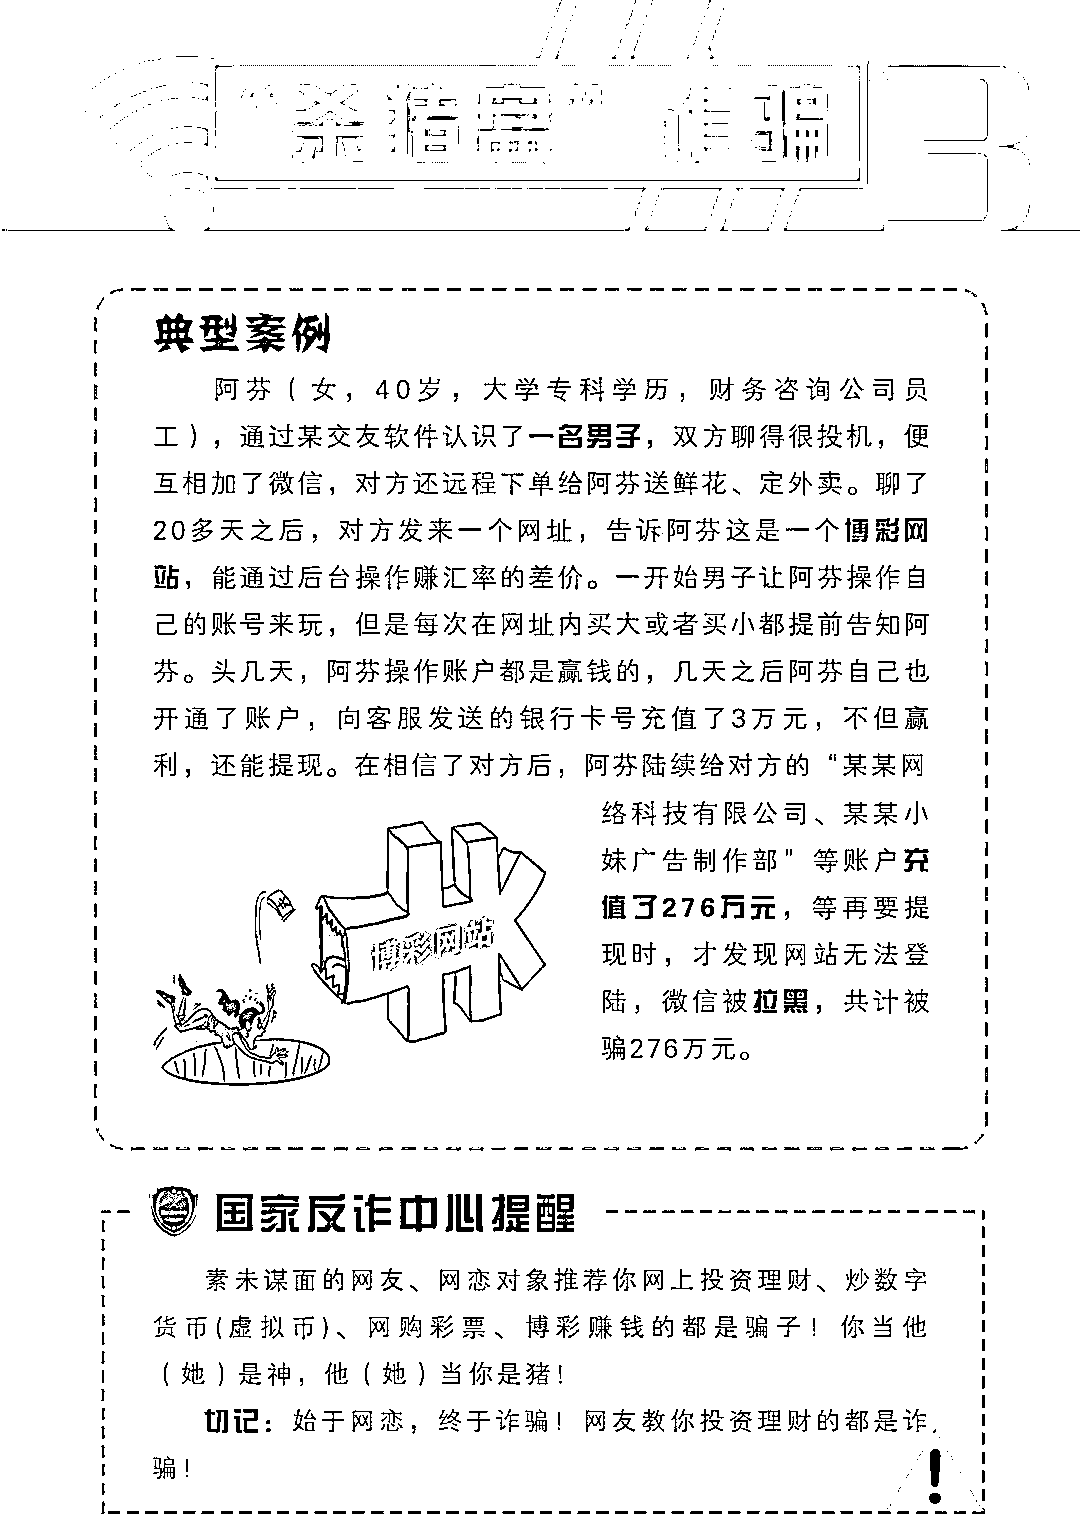 “杀猪盘”诈骗
3
典型案例
阿芬（女，40岁，大学专科学历，财务咨询公司员
工），通过某交友软件认识了一名男子，双方聊得很投机，便
互相加了微信，对方还远程下单给阿芬送鲜花、定外卖。聊了
20多天之后，对方发来一个网址，告诉阿芬这是一个博彩网
站，能通过后台操作赚汇率的差价。一开始男子让阿芬操作自
己的账号来玩，但是每次在网址内买大或者买小都提前告知阿
芬。头几天，阿芬操作账户都是赢钱的，几天之后阿芬自己也
开通了账户，向客服发送的银行卡号充值了3万元，不但赢
利，还能提现。在相信了对方后，阿芬陆续给对方的“某某网
络科技有限公司、某某小
妹广告制作部”等账户充
值了276万元，等再要提
现时，才发现网站无法登
陆，微信被拉黑，共计被
骗276万元。
博彩网站
国家反诈中心提醒
素未谋面的网友、网恋对象推荐你网上投资理财、炒数字
货币(虚拟币)、网购彩票、博彩赚钱的都是骗子！你当他
（她）是神，他（她）当你是猪！
切记：始于网恋，终于诈骗！网友教你投资理财的都是诈
骗！